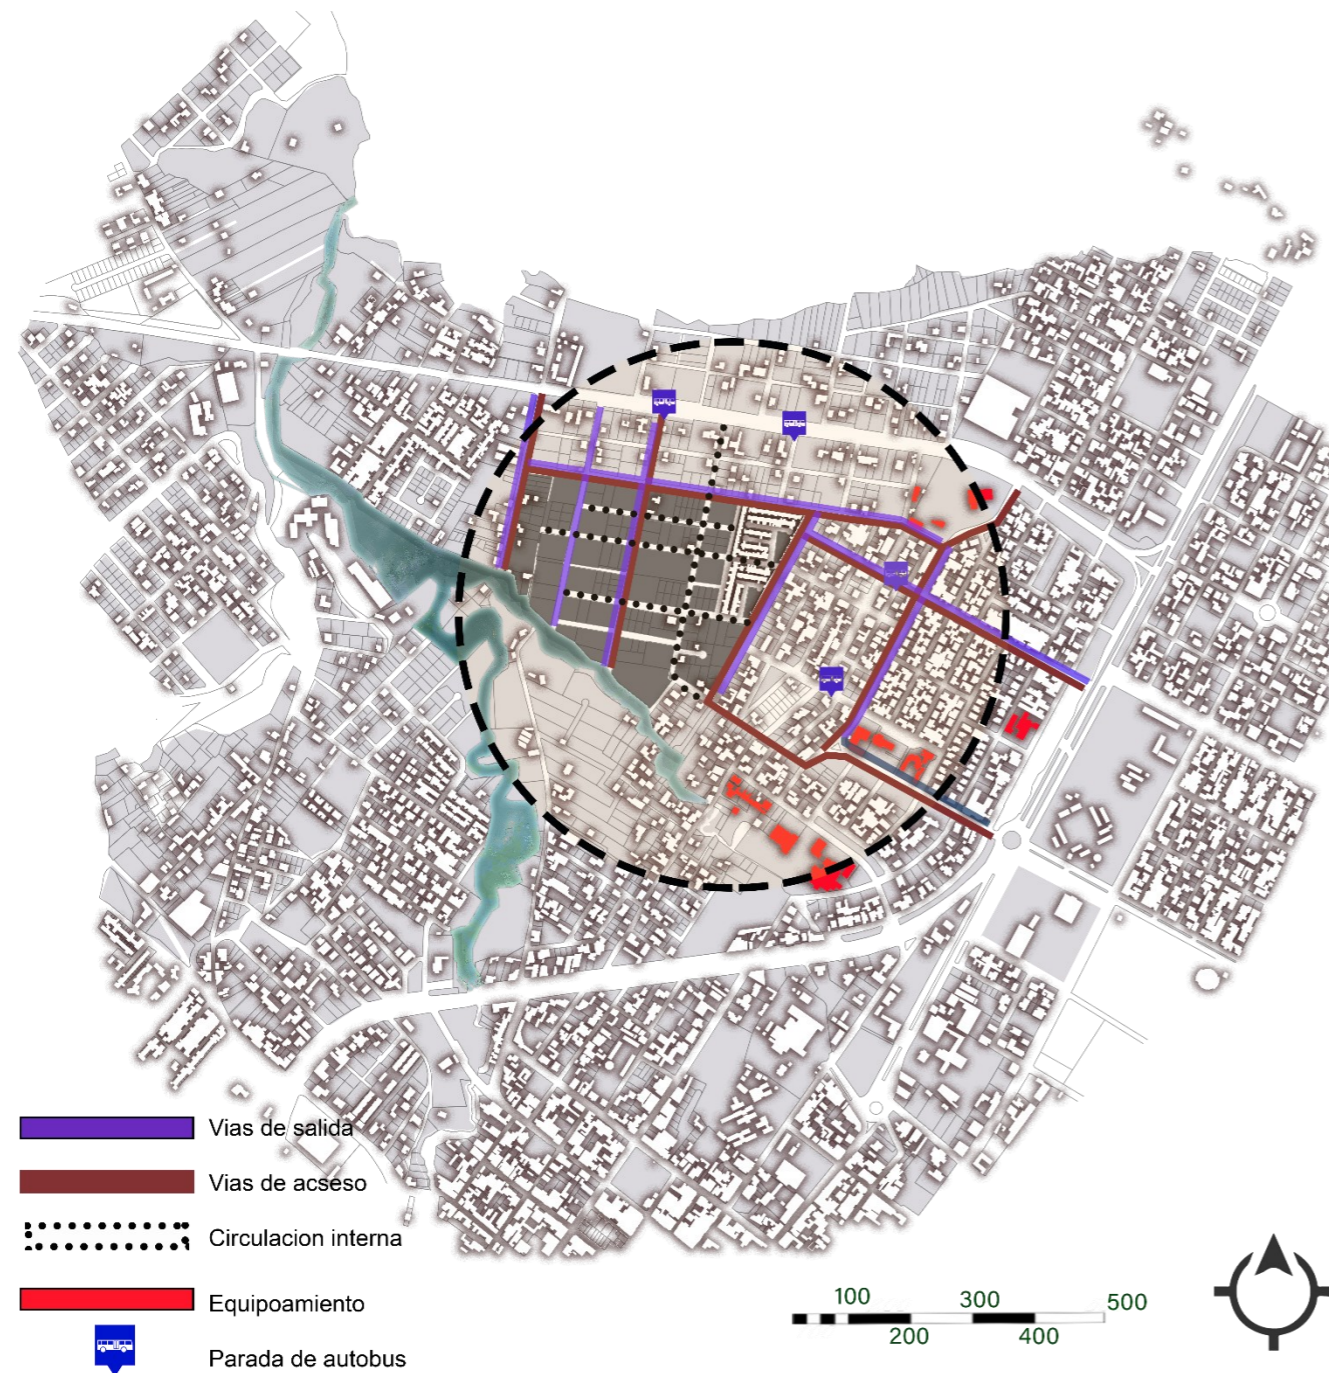 Vias de salida
Vias de acseso
Circulacion interna
Equipoamiento
Parada de autobus
100 300 500
200 400